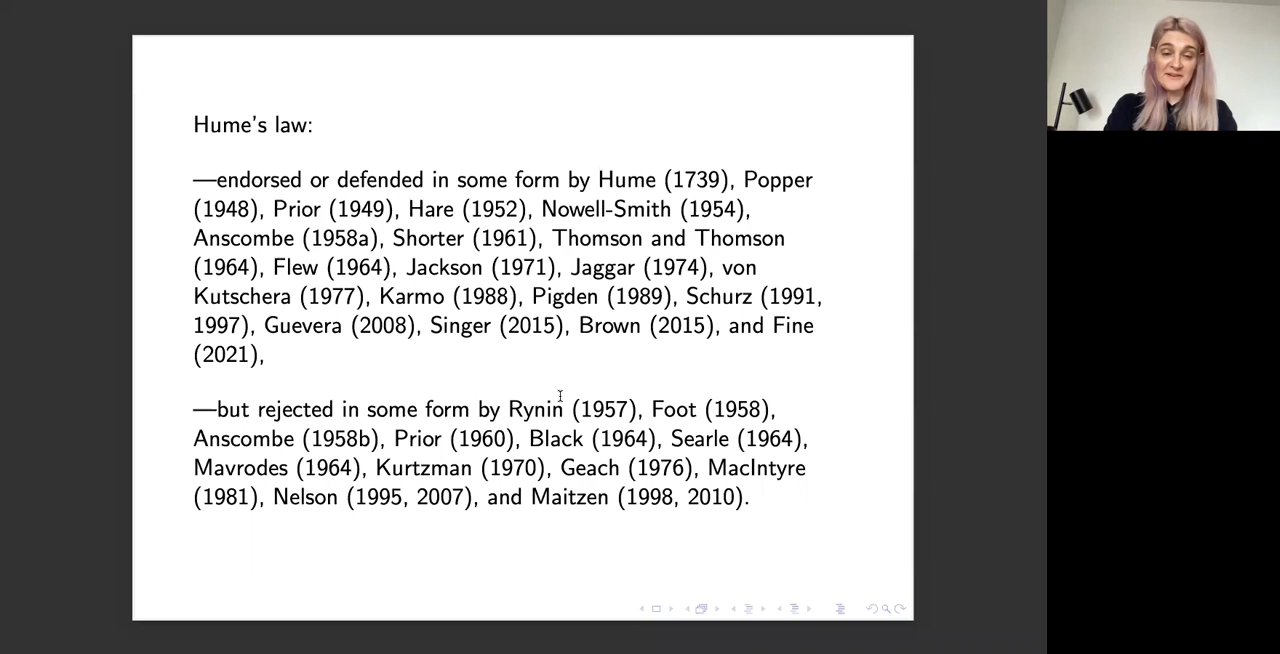 Hume's law:
—endorsed or defended in some form by Hume (1739), Popper
(1948), Prior (1949), Hare (1952), Nowell-Smith (1954),
Anscombe (1958a), Shorter (1961), Thomson and Thomson
(1964), Flew (1964), Jackson (1971), Jaggar (1974), von
Kutschera (1977), Karmo (1988), Pigden (1989), Schurz (1991,
1997), Guevera (2008), Singer (2015), Brown (2015), and Fine
(2021),
—but rejected in some form by Rynin (1957), Foot (1958),
Anscombe (1958b), Prior (1960), Black (1964), Searle (1964),
Mavrodes (1964), Kurtzman (1970), Geach (1976), MacIntyre
(1981), Nelson (1995, 2007), and Maitzen (1998, 2010).